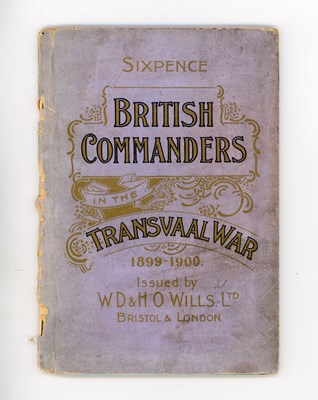 SIXPENCE
BRITISH
COMMANDERS
IN THE
TRANSVAAL WAR
1899-1900.
Issued by
W.D. & H.O. WILLS, LTD
BRISTOL & LONDON